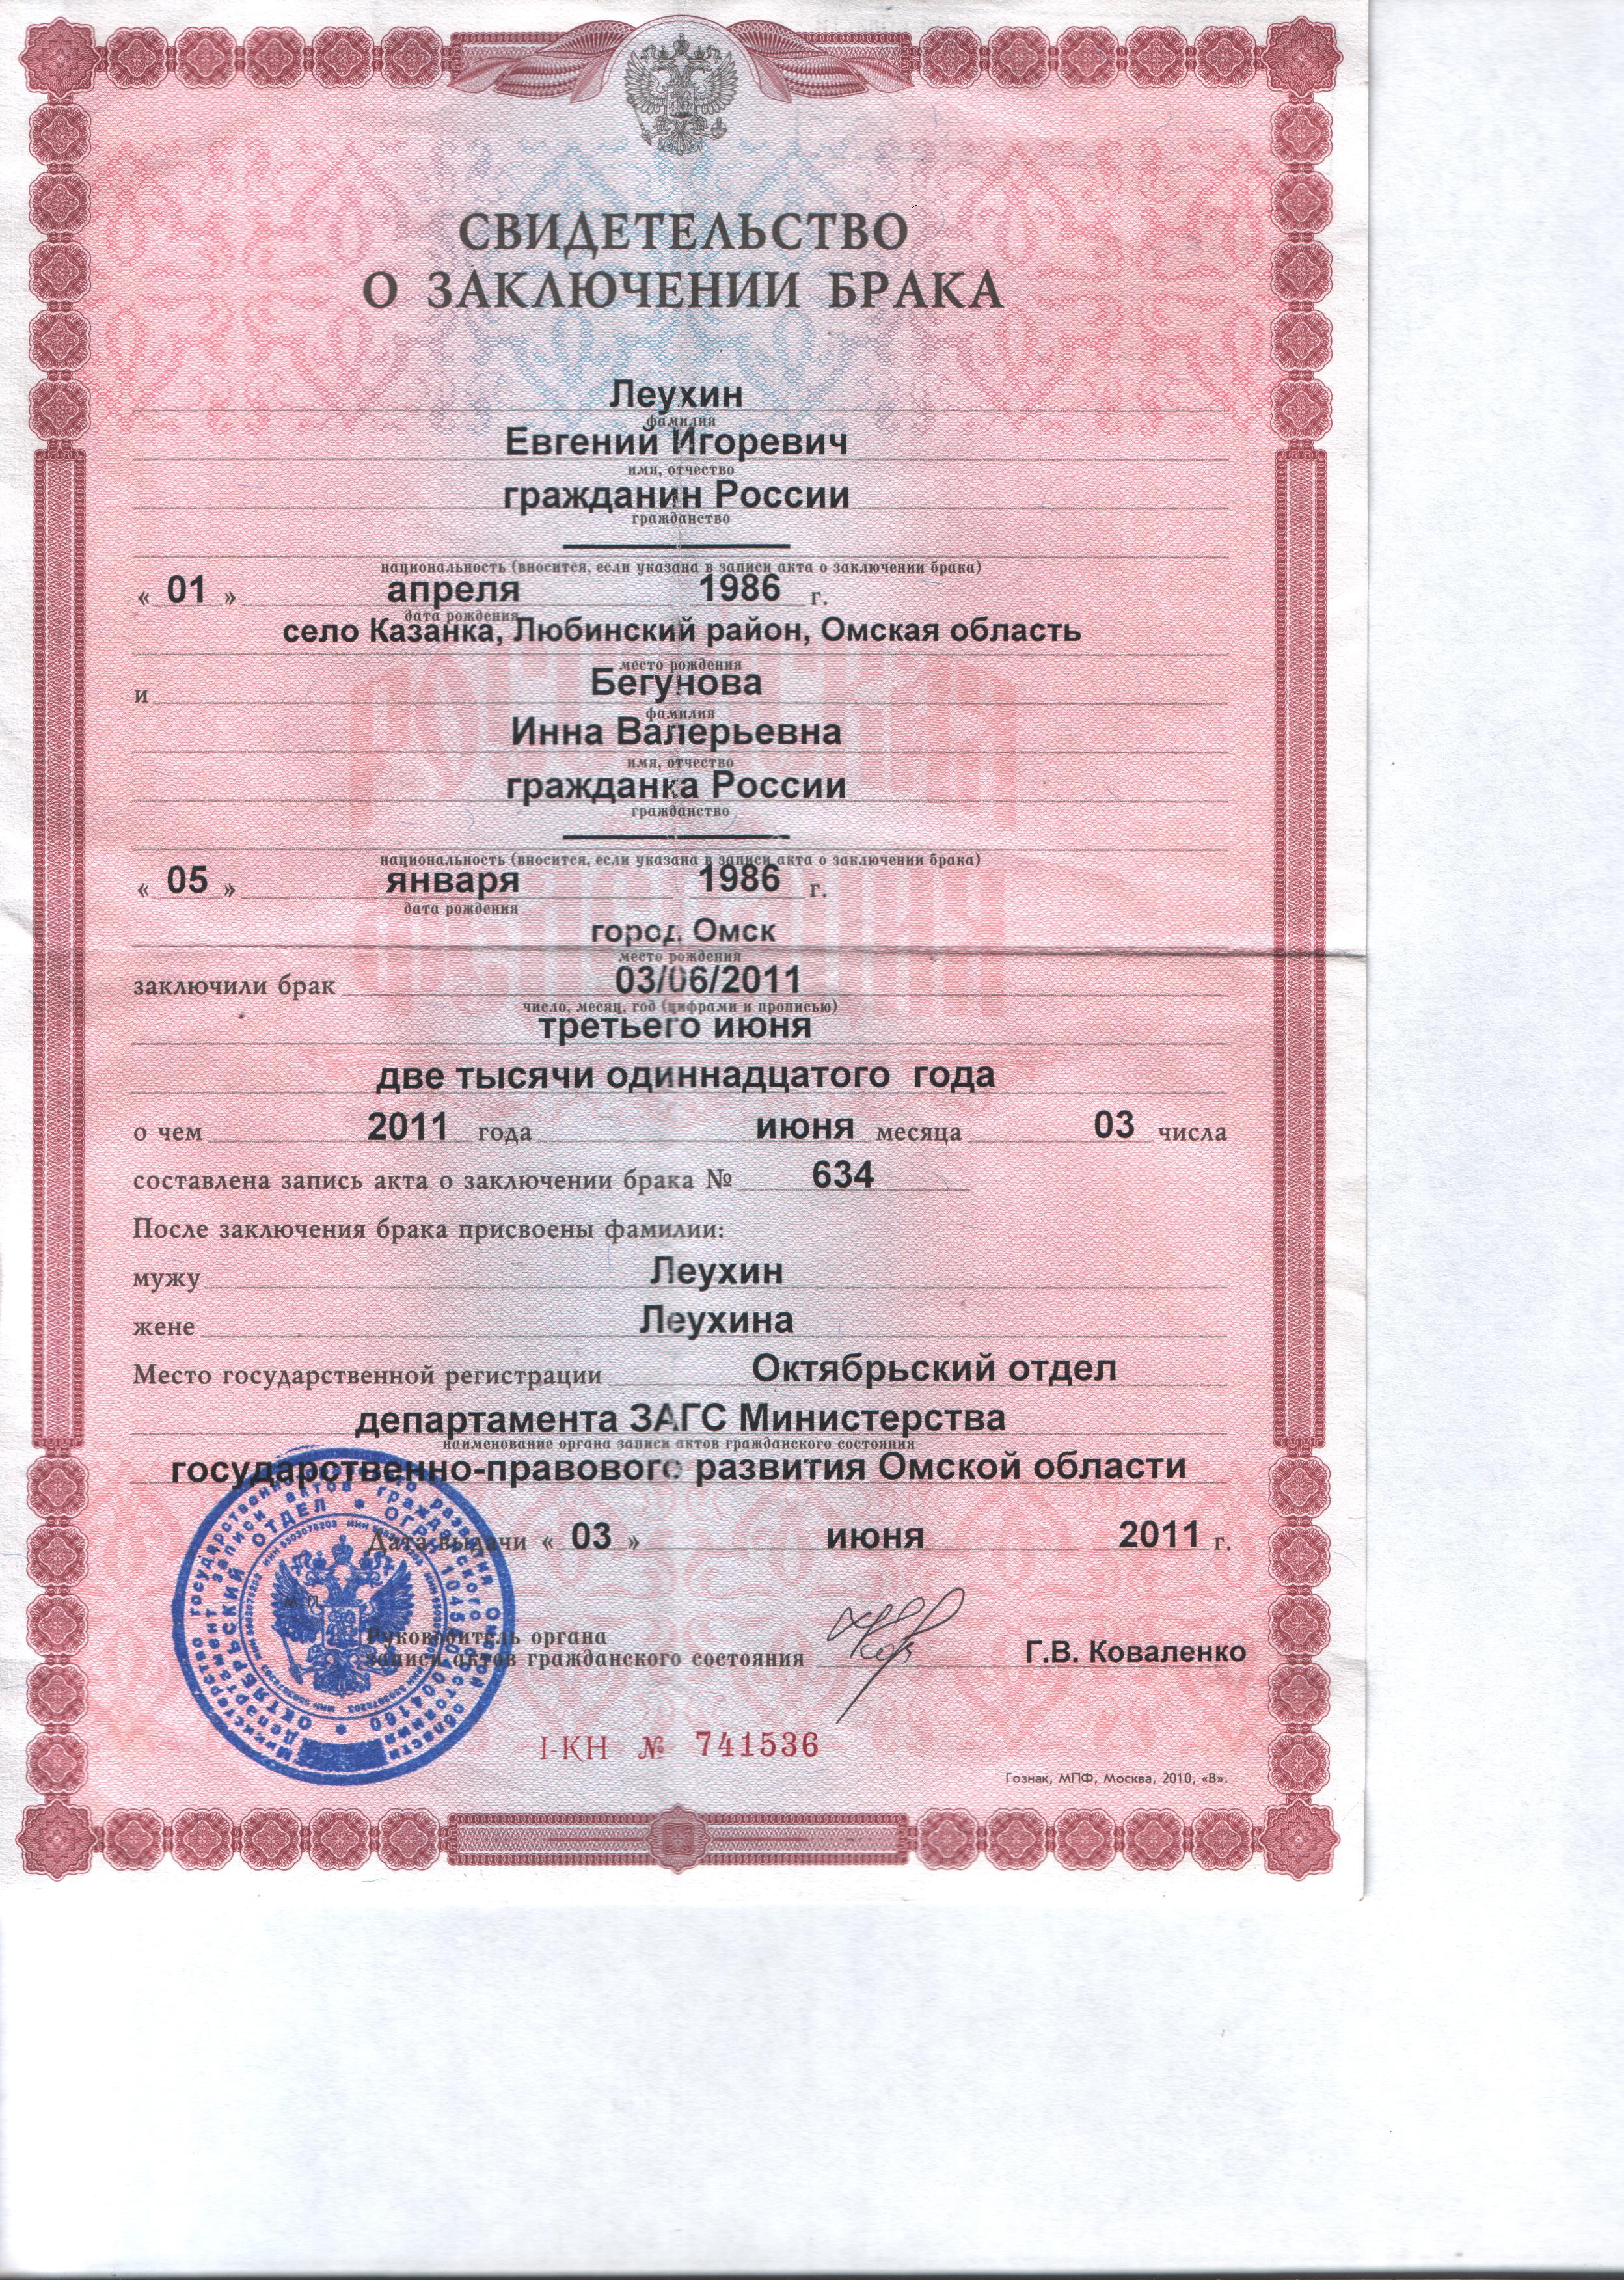 СВИДЕТЕЛЬСТВО
О ЗАКЛЮЧЕНИИ БРАКА
Леухин
фамилия
Евгений Игоревич
имя, отчество
гражданин России
гражданство
национальность (вносится, если указана в записи акта о заключении брака)
« 01 » апреля 1986 г.
дата рождения
село Казанка, Любинский район, Омская область
место рождения
и Бегунова
фамилия
Инна Валерьевна
имя, отчество
гражданка России
гражданство
национальность (вносится, если указана в записи акта о заключении брака)
« 05 » января 1986 г.
дата рождения
город Омск
место рождения
заключили брак 03/06/2011
число, месяц, год (цифрами и прописью)
третьего июня
две тысячи одиннадцатого года
о чем 2011 года июня месяца 03 числа
составлена запись акта о заключении брака № 634
После заключения брака присвоены фамилии:
мужу Леухин
жене Леухина
Место государственной регистрации Октябрьский отдел
департамента ЗАГС Министерства
наименование органа записи актов гражданского состояния
государственно-правового развития Омской области
Дата выдачи « 03 » июня 2011 г.
Руководитель органа
записи актов гражданского состояния Г.В. Коваленко
I-КН № 741536
Гознак, МПФ, Москва, 2010, «В».
РОССИЙСКАЯ
ФЕДЕРАЦИЯ
ОКТЯБРЬСКИЙ ОТДЕЛ